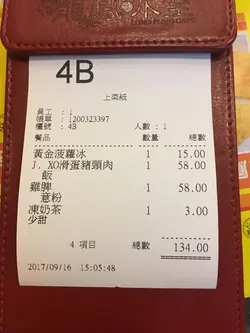 4B
上菜紙
員工 : 1
帳單 : 1200323397
檯號 : 4B 人數 : 1
餐品 數量 總數
黃金菠蘿冰 1 15.00
J. XO滑蛋豬頸肉 1 58.00
飯
雞脾 1 58.00
意粉
凍奶茶 1 3.00
少甜
4 項目 總數 134.00
2017/09/16 15:05:48